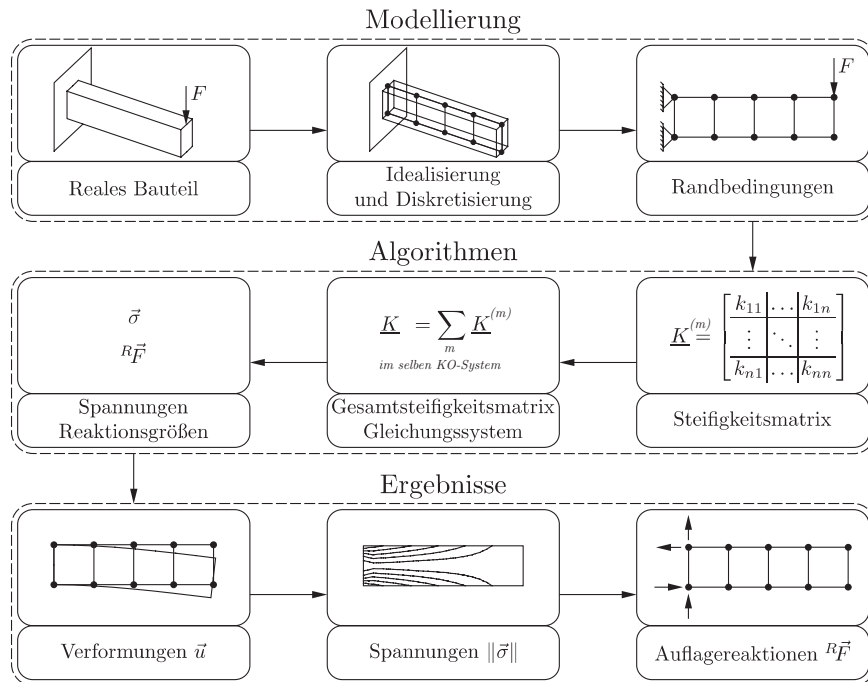 Modellierung
F
F
Reales Bauteil
Idealisierung
und Diskretisierung
Randbedingungen
Algorithmen
σ⃗
ᴿF⃗
K = ∑ₘ K⁽ᵐ⁾
im selben KO-System
K⁽ᵐ⁾ = [k₁₁ … k₁ₙ
⋮ ⋱ ⋮
kₙ₁ … kₙₙ]
Spannungen
Reaktionsgrößen
Gesamtsteifigkeitsmatrix
Gleichungssystem
Steifigkeitsmatrix
Ergebnisse
Verformungen u⃗
Spannungen ‖σ⃗‖
Auflagereaktionen ᴿF⃗